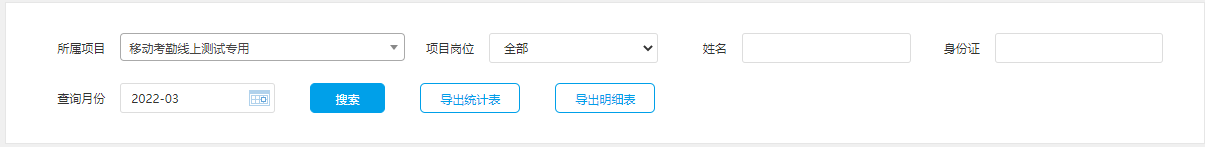 所属项目 移动考勤线上测试专用 项目岗位 全部 姓名 身份证
查询月份 2022-03 搜索 导出统计表 导出明细表